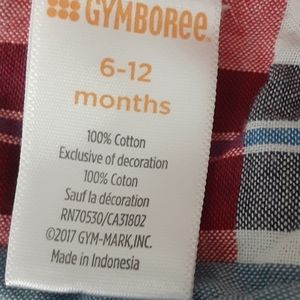 GYMBOREE
6-12
months
100% Cotton
Exclusive of decoration
100% Coton
Sauf la décoration
RN70530/CA31802
©2017 GYM-MARK,INC.
Made in Indonesia